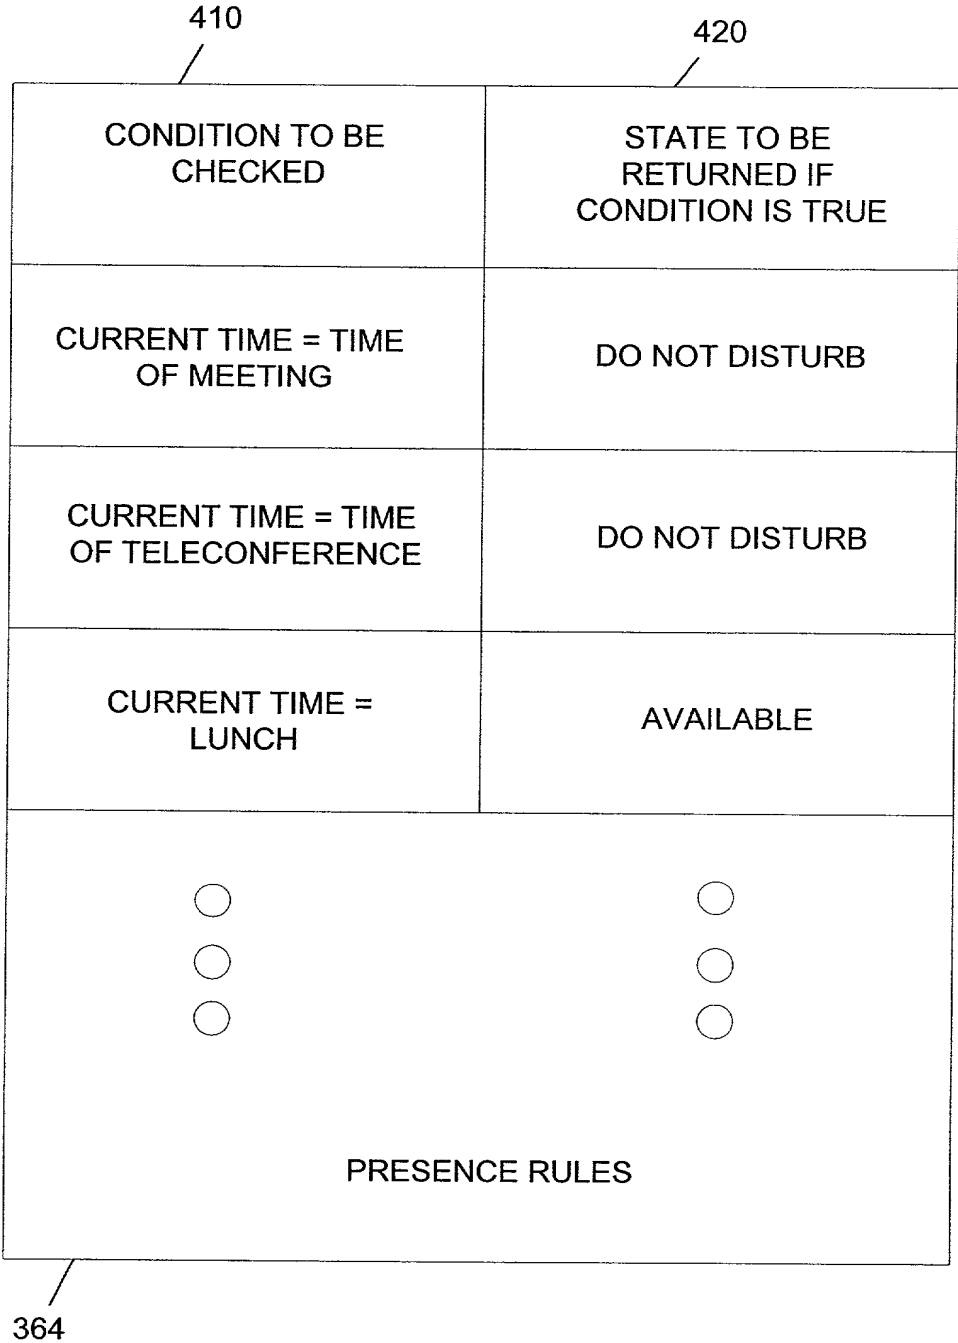 410
420
CONDITION TO BE
CHECKED
STATE TO BE
RETURNED IF
CONDITION IS TRUE
CURRENT TIME = TIME
OF MEETING
DO NOT DISTURB
CURRENT TIME = TIME
OF TELECONFERENCE
DO NOT DISTURB
CURRENT TIME =
LUNCH
AVAILABLE
PRESENCE RULES
364